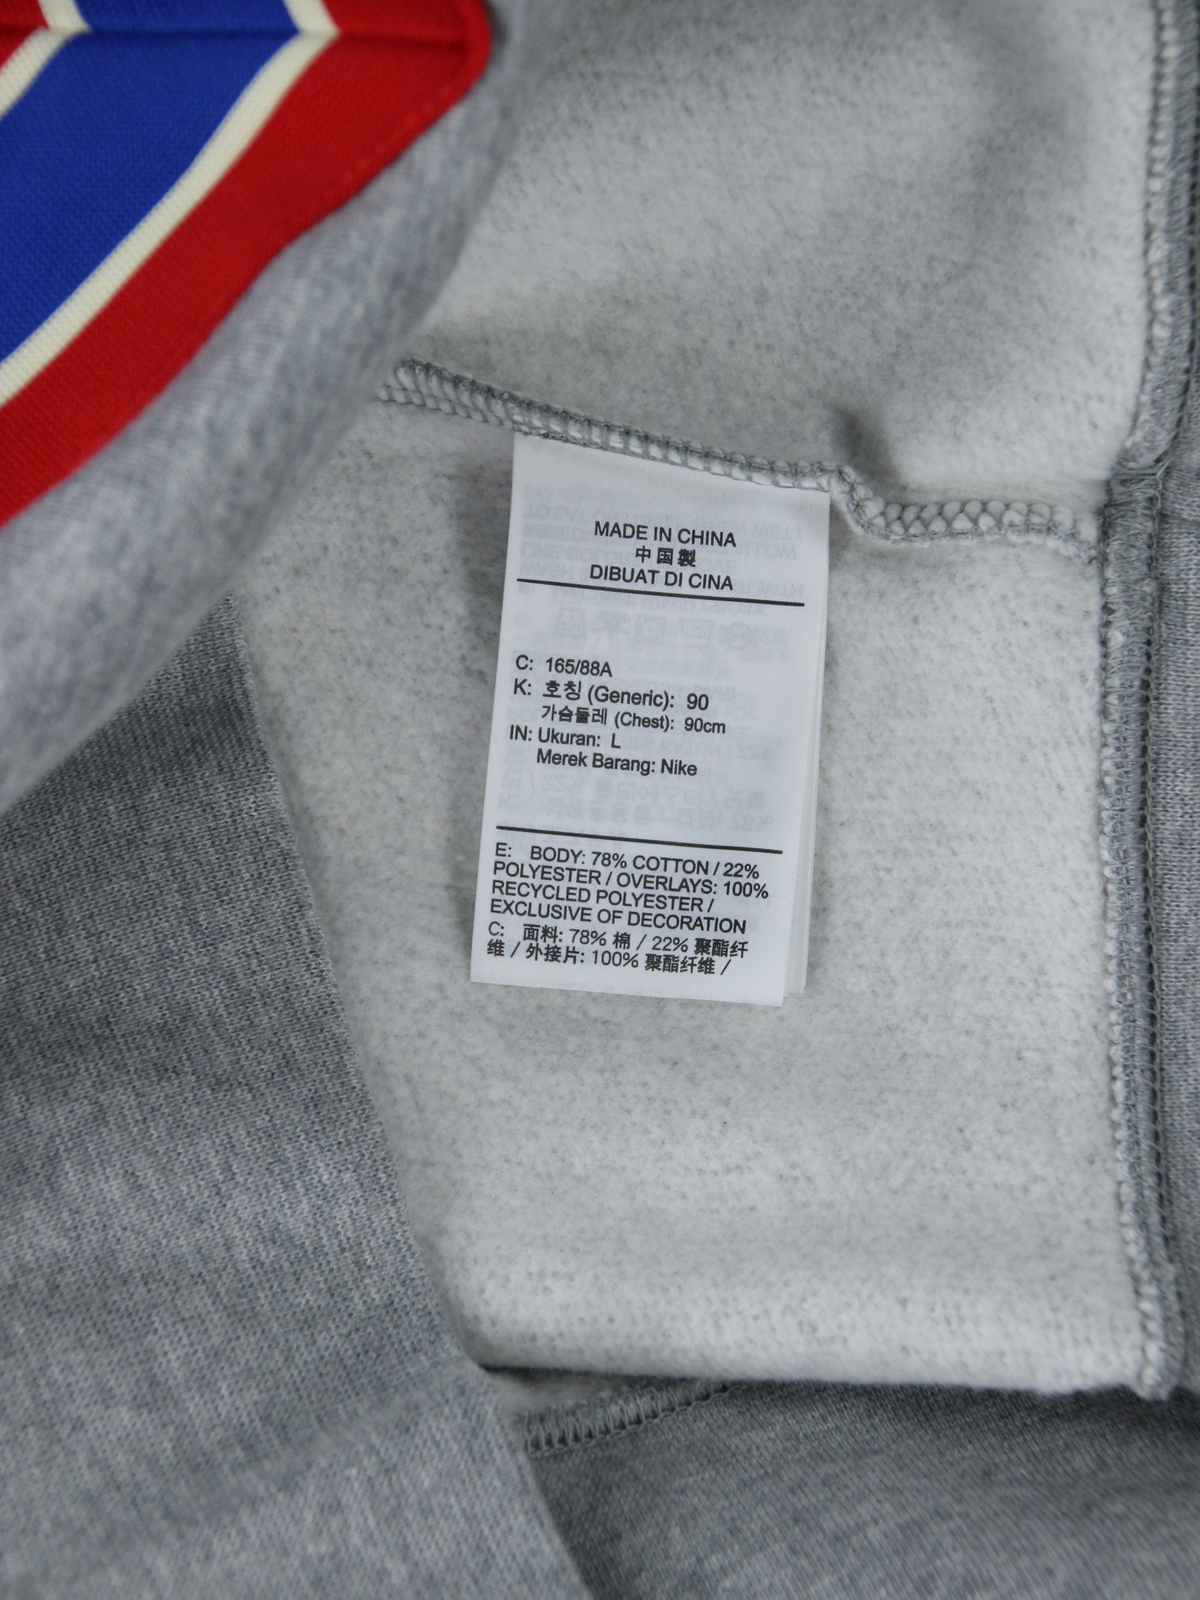 MADE IN CHINA
中国製
DIBUAT DI CINA
C: 165/88A
K: 호칭 (Generic): 90
가슴둘레 (Chest): 90cm
IN: Ukuran: L
Merek Barang: Nike
E: BODY: 78% COTTON / 22%
POLYESTER / OVERLAYS: 100%
RECYCLED POLYESTER /
EXCLUSIVE OF DECORATION
C: 面料: 78% 棉 / 22% 聚酯纤
维 / 外接片: 100% 聚酯纤维 /